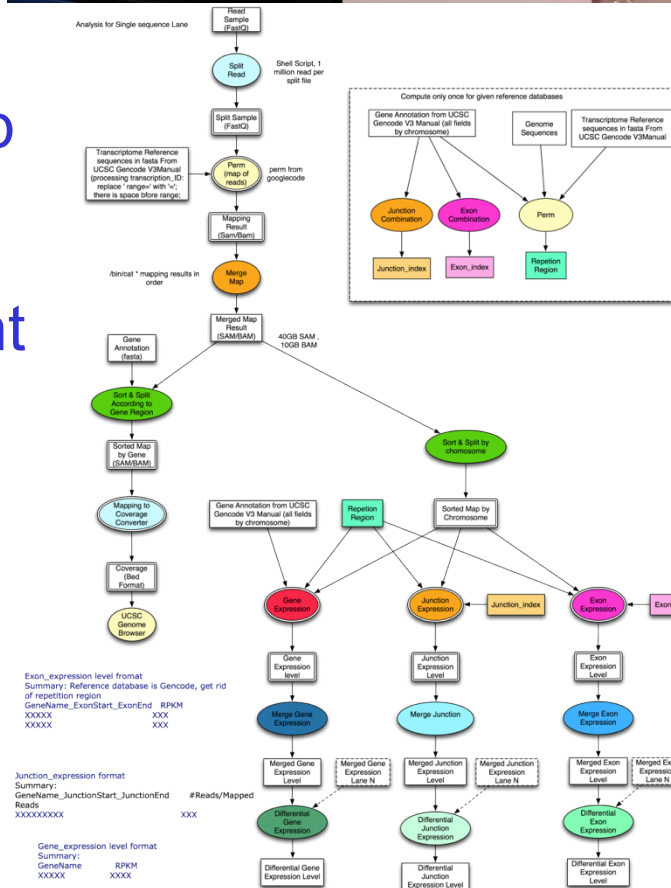 Analysis for Single sequence Lane
Read
Sample
(FastQ)
Split
Read
Shell Script, 1
million read per
split file
Split Sample
(FastQ)
Transcriptome Reference
sequences in fasta From
UCSC Gencode V3Manual
(processing transcription_ID:
replace ' range=' with '=';
there is space bfore range;
Perm
(map of
reads)
perm from
googlecode
Mapping
Result
(Sam/Bam)
/bin/cat * mapping results in
order
Merge
Map
Merged Map
Result
(SAM/BAM)
40GB SAM ,
10GB BAM
Compute only once for given reference databases
Gene Annotation from UCSC
Gencode V3 Manual (all fields
by chromosome)
Genome
Sequences
Transcriptome Reference
sequences in fasta From
UCSC Gencode V3Manual
Junction
Combination
Exon
Combination
Perm
Junction_index
Exon_index
Repetion
Region
nt
Gene
Annotation
(fasta)
Sort & Split
According to
Gene Region
Sorted Map
by Gene
(SAM/BAM)
Mapping to
Coverage
Converter
Coverage
(Bed
Format)
UCSC
Genome
Browser
Sort & Split by
chomosome
Gene Annotation from UCSC
Gencode V3 Manual (all fields
by chromosome)
Repetion
Region
Sorted Map by
Chromosome
Gene
Expression
Junction
Expression
Junction_index
Exon
Expression
Exon
Gene
Expression
level
Junction
Expression
Level
Exon
Expression
Level
Merge Gene
Expression
Merge Junction
Merge Exon
Expression
Merged Gene
Expression
Level
Merged Gene
Expression
Lane N
Merged Junction
Expression
Level
Merged Junction
Expression
Lane N
Merged Exon
Expression
Level
Merged Ex
Expressio
Lane N
Differential
Gene
Expression
Differential
Junction
Expression
Differential
Exon
Expression
Differential Gene
Expression Level
Differential
Junction
Expression Level
Differential Exon
Expression Level
Exon_expression level fromat
Summary: Reference database is Gencode, get rid
of repetition region
GeneName_ExonStart_ExonEnd RPKM
XXXXX XXX
XXXXX XXX
Junction_expression format
Summary:
GeneName_JunctionStart_JunctionEnd #Reads/Mapped
Reads
XXXXXXXXX XXX
Gene_expression level format
Summary:
GeneName RPKM
XXXXX XXXX